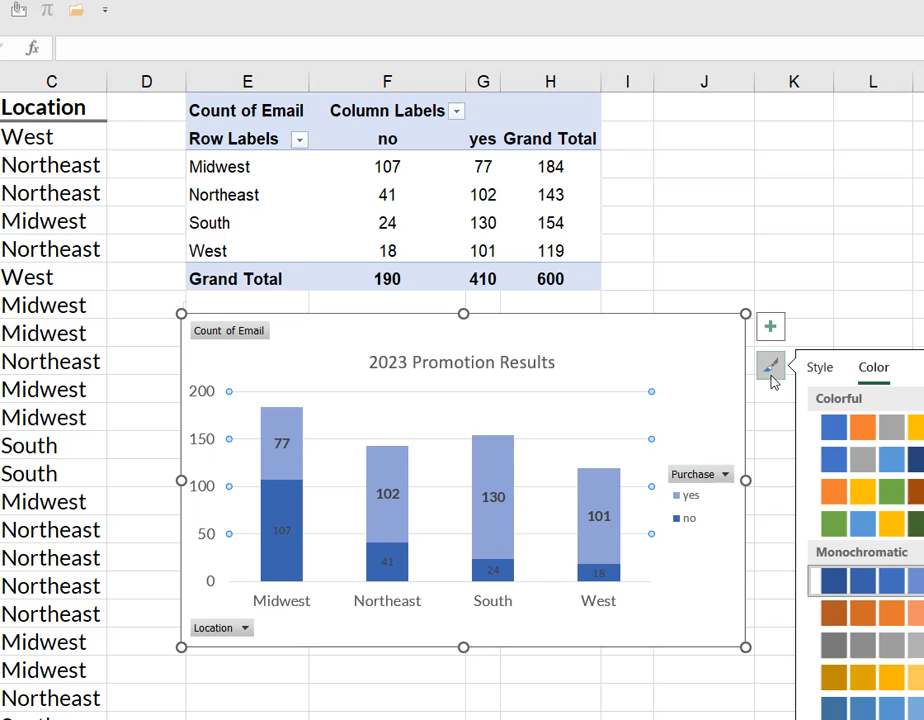 π
fx
C D E F G H I J K L
Location
West
Northeast
Northeast
Midwest
Northeast
West
Midwest
Midwest
Northeast
Midwest
Midwest
South
South
Midwest
Northeast
Northeast
Northeast
Northeast
Midwest
Midwest
Northeast
Count of Email Column Labels
Row Labels no yes Grand Total
Midwest 107 77 184
Northeast 41 102 143
South 24 130 154
West 18 101 119
Grand Total 190 410 600
Count of Email
2023 Promotion Results
200
150
100
50
0
77
107
102
41
130
24
101
18
Midwest Northeast South West
Purchase
yes
no
Location
Style Color
Colorful
Monochromatic